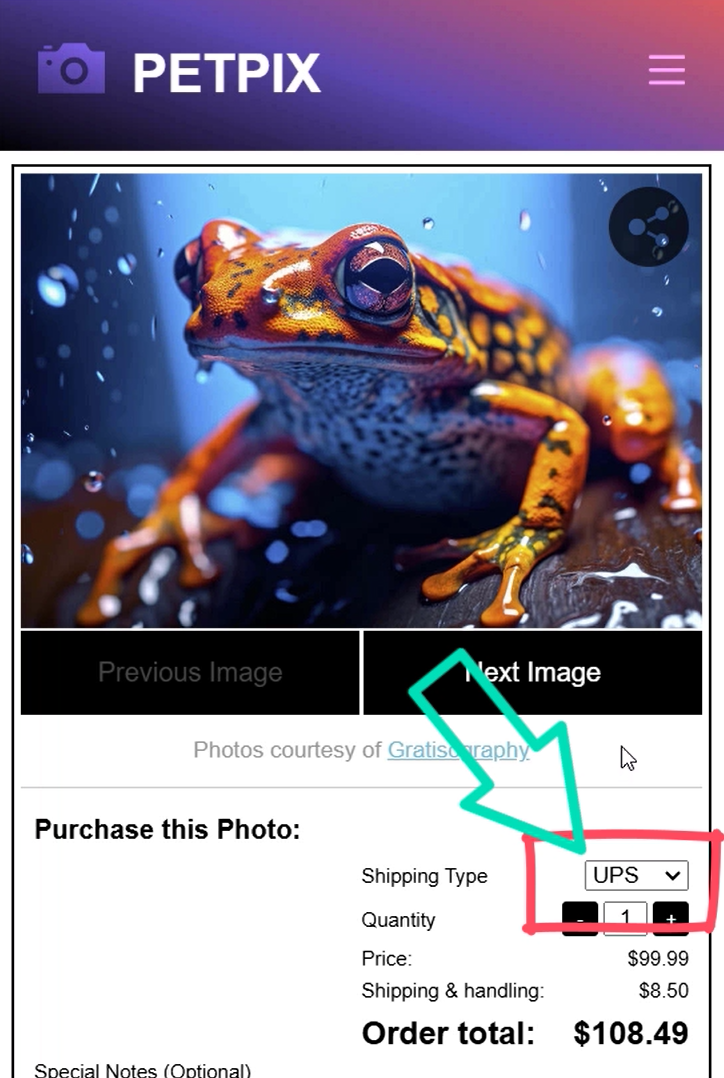 PETPIX
Previous Image
Next Image
Photos courtesy of Gratisography
Purchase this Photo:
Shipping Type UPS
Quantity - 1 +
Price: $99.99
Shipping & handling: $8.50
Order total: $108.49
Special Notes (Optional)